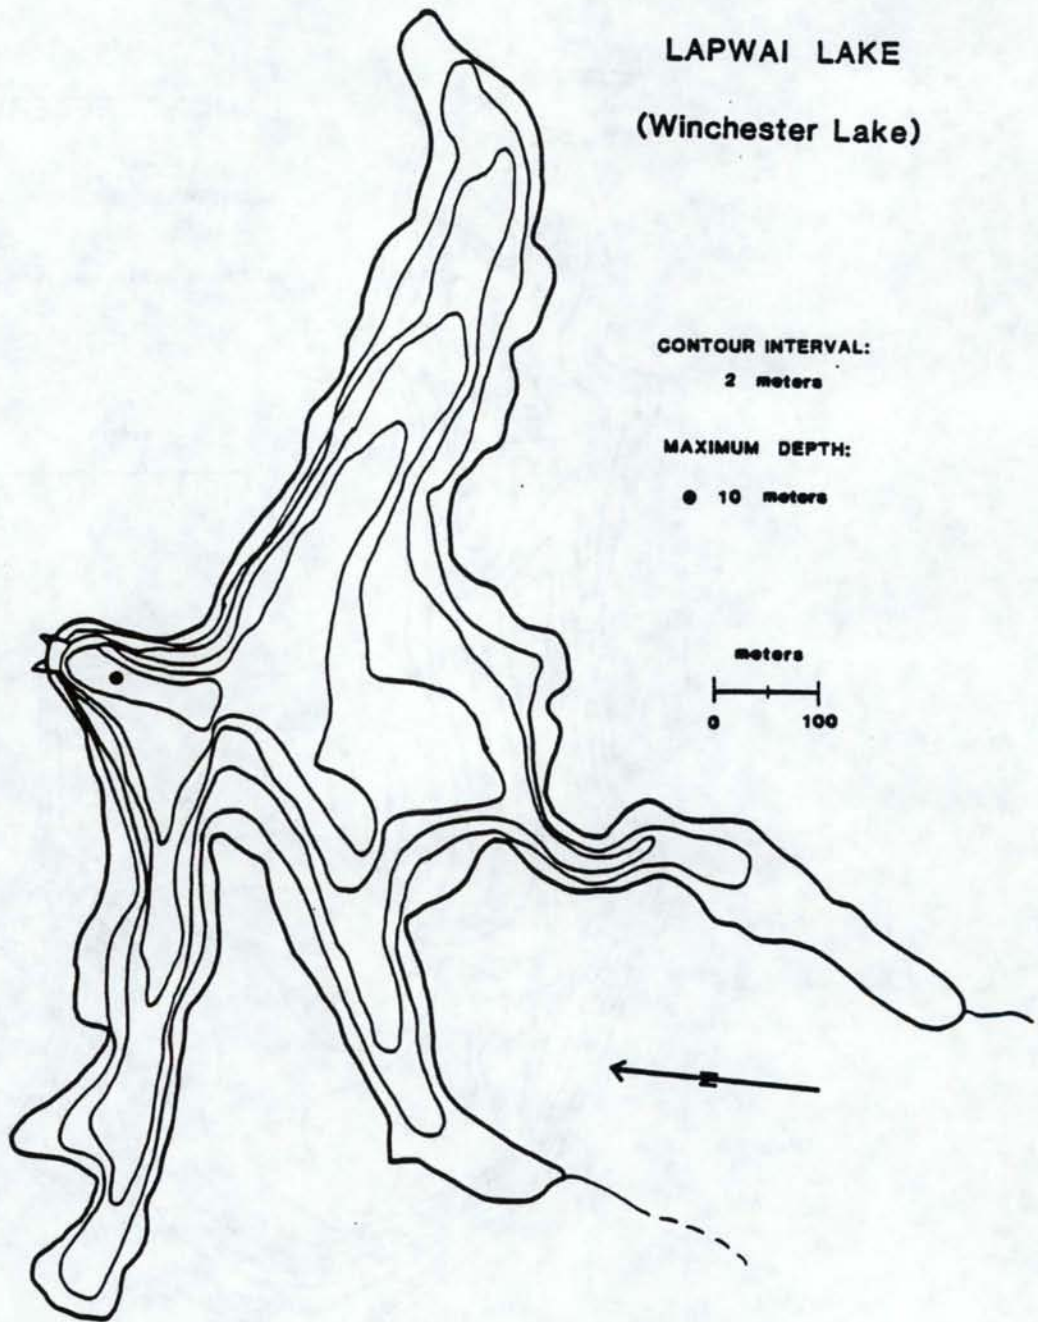 LAPWAI LAKE
(Winchester Lake)
CONTOUR INTERVAL:
2 meters
MAXIMUM DEPTH:
● 10 meters
meters
0 100
N